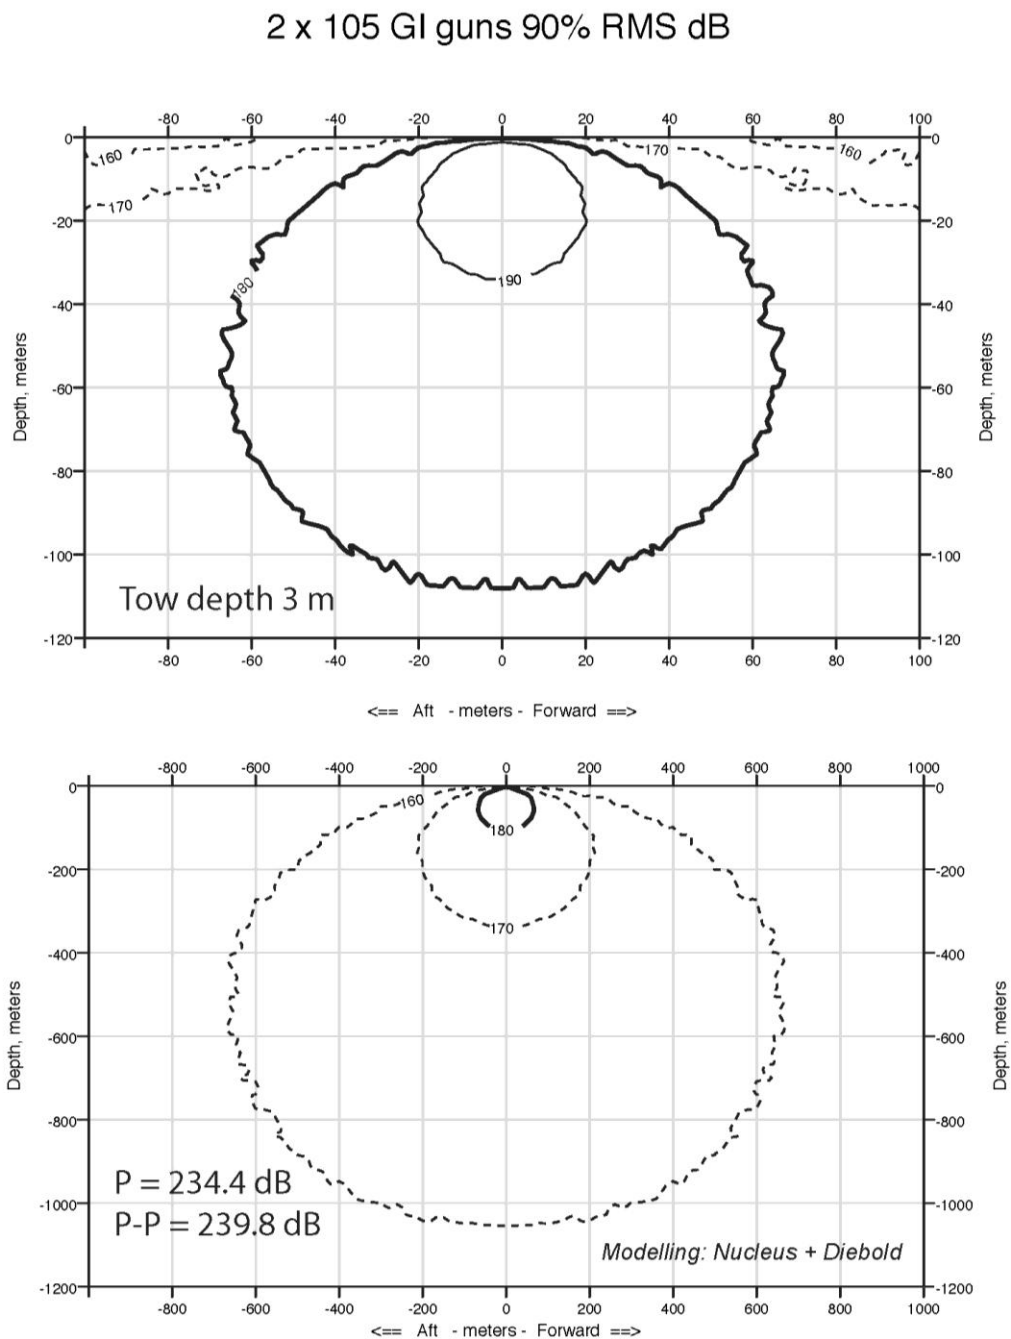 2 x 105 GI guns 90% RMS dB
-80 -60 -40 -20 0 20 40 60 80 100
0 0
160 170 160
170
-20 -20
190
180
-40 -40
Depth, meters
Depth, meters
-60 -60
-80 -80
-100 -100
Tow depth 3 m
-120 -120
-80 -60 -40 -20 0 20 40 60 80 100
<== Aft - meters - Forward ==>
-800 -600 -400 -200 0 200 400 600 800 1000
0 0
160
180
-200 -200
170
-400 -400
Depth, meters
Depth, meters
-600 -600
-800 -800
P = 234.4 dB
-1000 -1000
P-P = 239.8 dB
Modelling: Nucleus + Diebold
-1200 -1200
-800 -600 -400 -200 0 200 400 600 800 1000
<== Aft - meters - Forward ==>